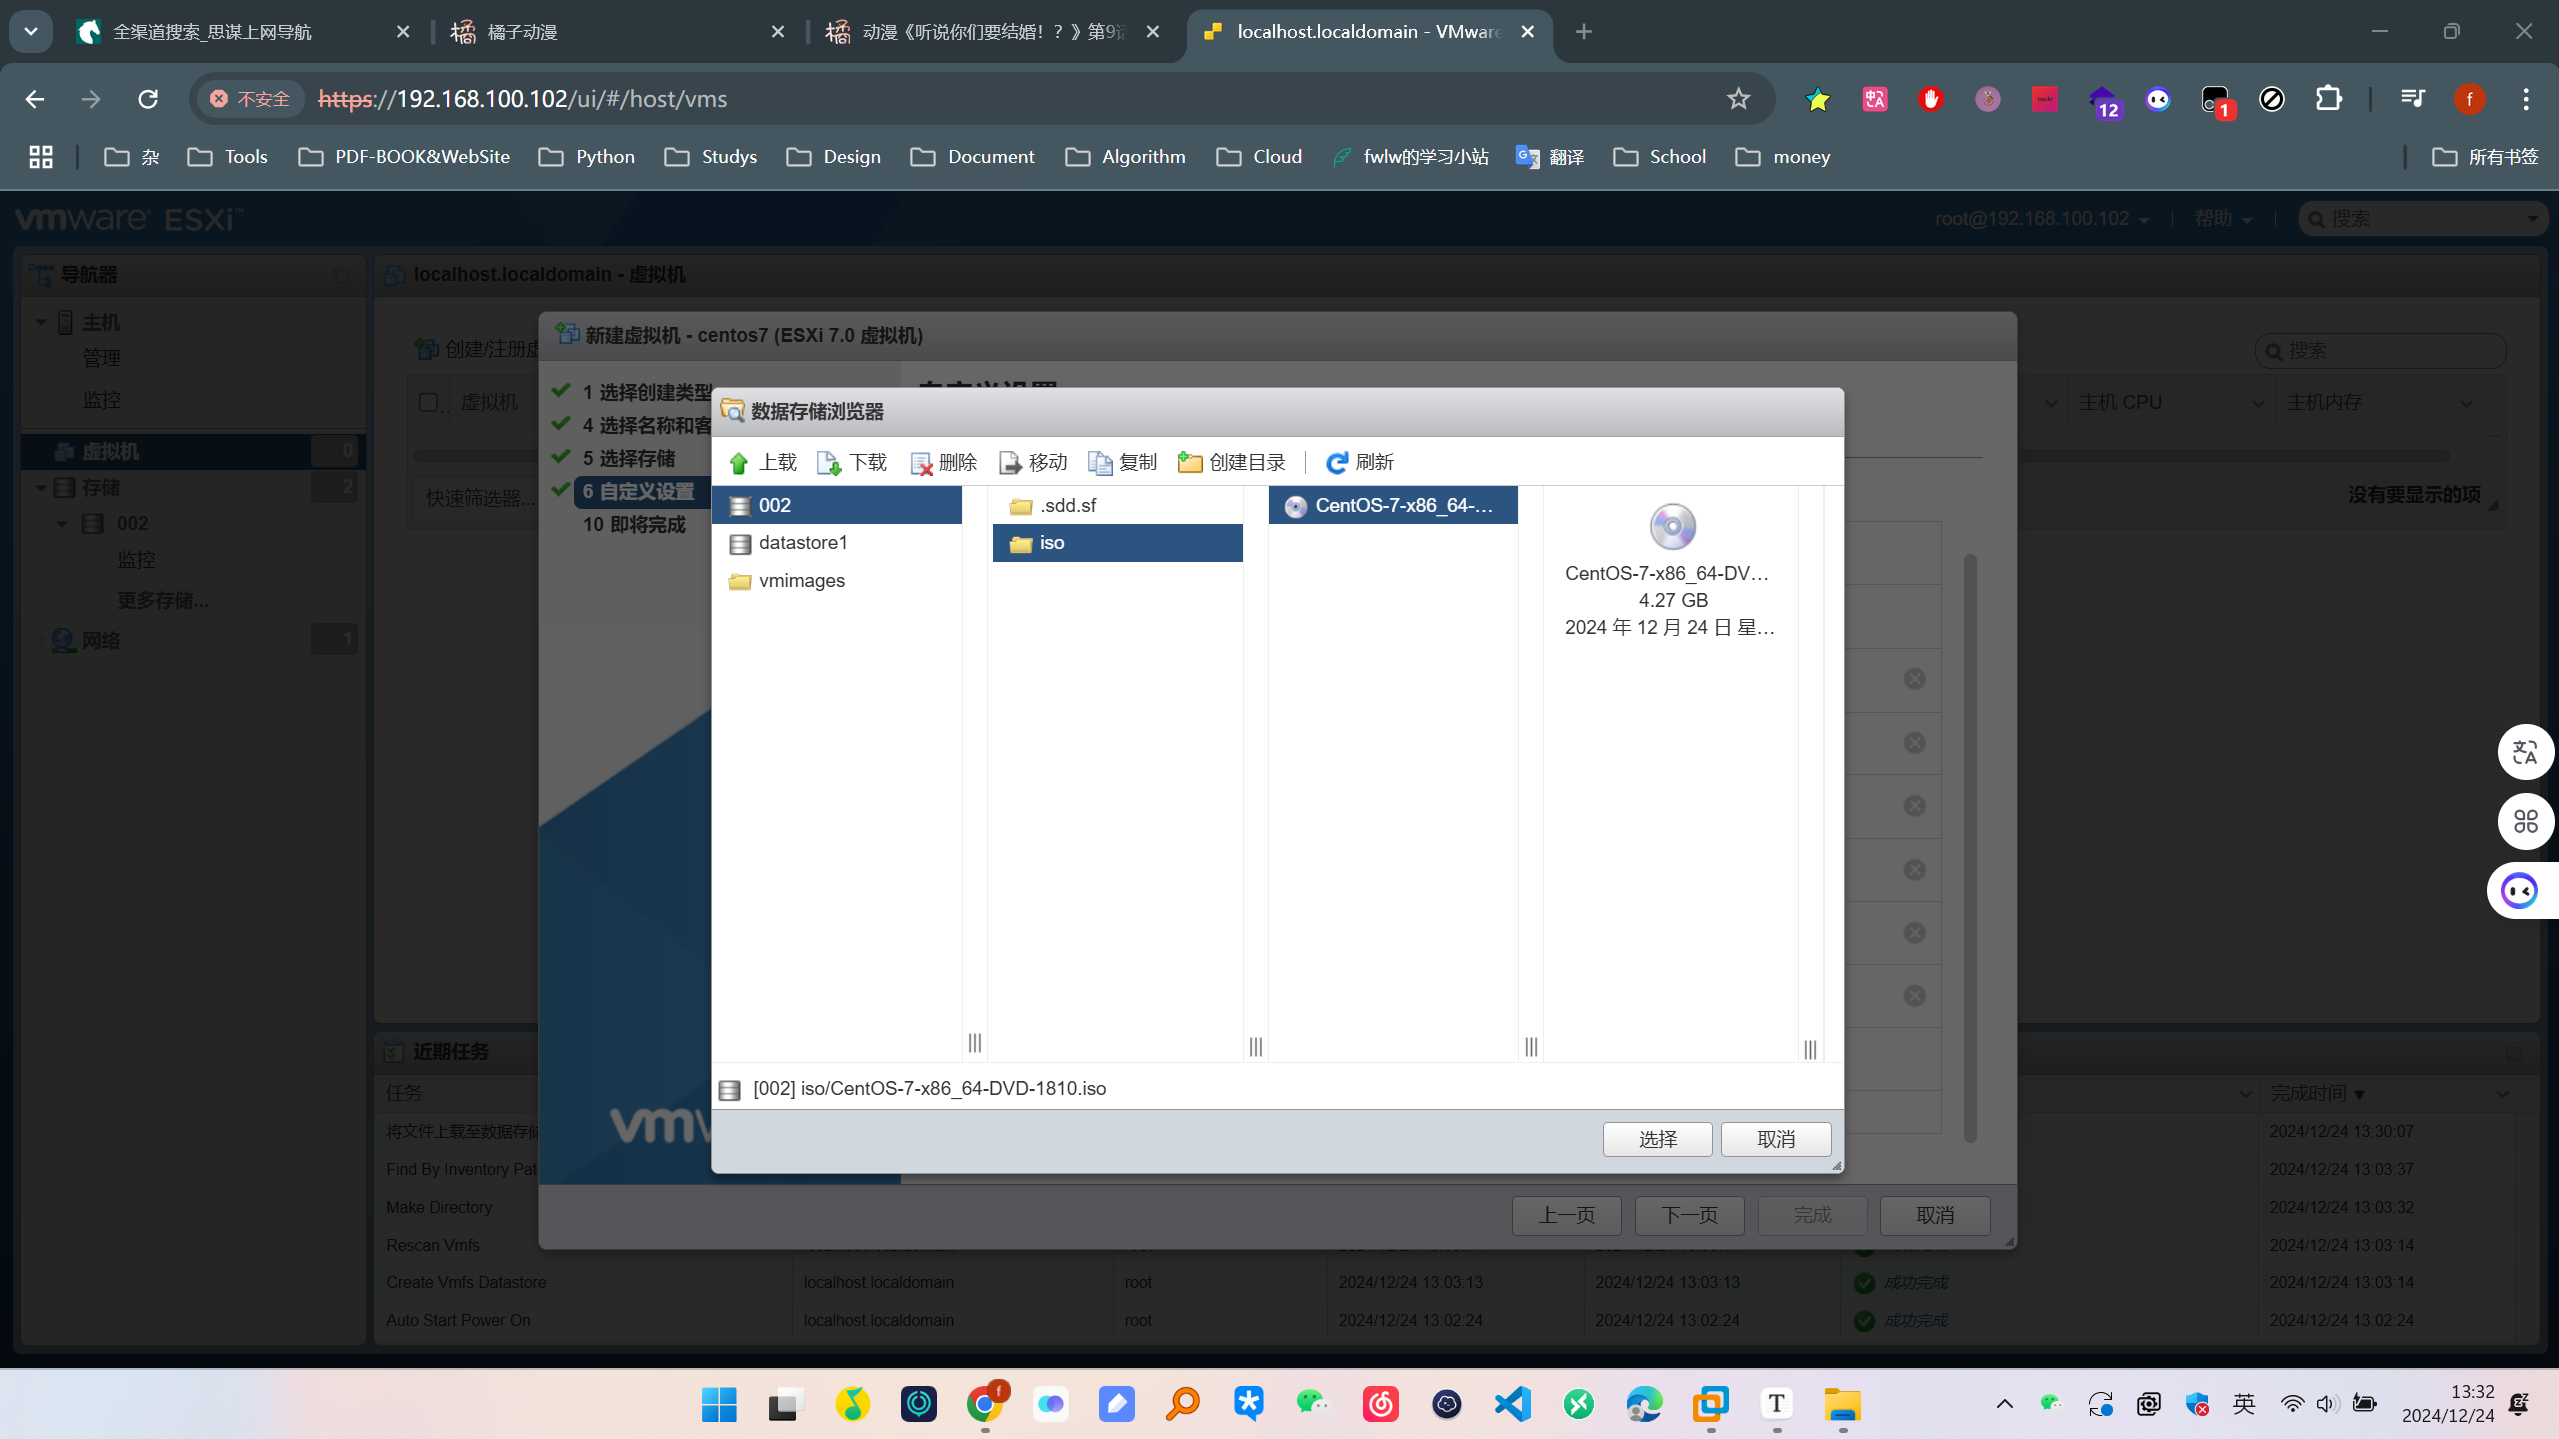 全渠道搜索_思谋上网导航
橘子动漫
动漫《听说你们要结婚！？》第9话
localhost.localdomain - VMware
不安全
https://192.168.100.102/ui/#/host/vms
12
1
f
杂
Tools
PDF-BOOK&WebSite
Python
Studys
Design
Document
Algorithm
Cloud
fwlw的学习小站
翻译
School
money
所有书签
vmware ESXi™
root@192.168.100.102
帮助
搜索
导航器
localhost.localdomain - 虚拟机
主机
管理
监控
虚拟机
0
存储
2
002
监控
更多存储...
网络
1
创建/注册虚
搜索
虚拟机
主机 CPU
主机内存
快速筛选器...
没有要显示的项
新建虚拟机 - centos7 (ESXi 7.0 虚拟机)
1 选择创建类型
4 选择名称和客
5 选择存储
6 自定义设置
10 即将完成
自定义设置
数据存储浏览器
上载
下载
删除
移动
复制
创建目录
刷新
002
datastore1
vmimages
.sdd.sf
iso
CentOS-7-x86_64-...
CentOS-7-x86_64-DV...
4.27 GB
2024 年 12 月 24 日 星...
[002] iso/CentOS-7-x86_64-DVD-1810.iso
选择
取消
vmw
上一页
下一页
完成
取消
近期任务
任务
完成时间 ▼
将文件上载至数据存储
2024/12/24 13:30:07
Find By Inventory Pat
2024/12/24 13:03:37
Make Directory
2024/12/24 13:03:32
Rescan Vmfs
2024/12/24 13:03:14
Create Vmfs Datastore
localhost.localdomain
root
2024/12/24 13:03:13
2024/12/24 13:03:13
成功完成
2024/12/24 13:03:14
Auto Start Power On
localhost.localdomain
root
2024/12/24 13:02:24
2024/12/24 13:02:24
成功完成
2024/12/24 13:02:24
英
13:32
2024/12/24